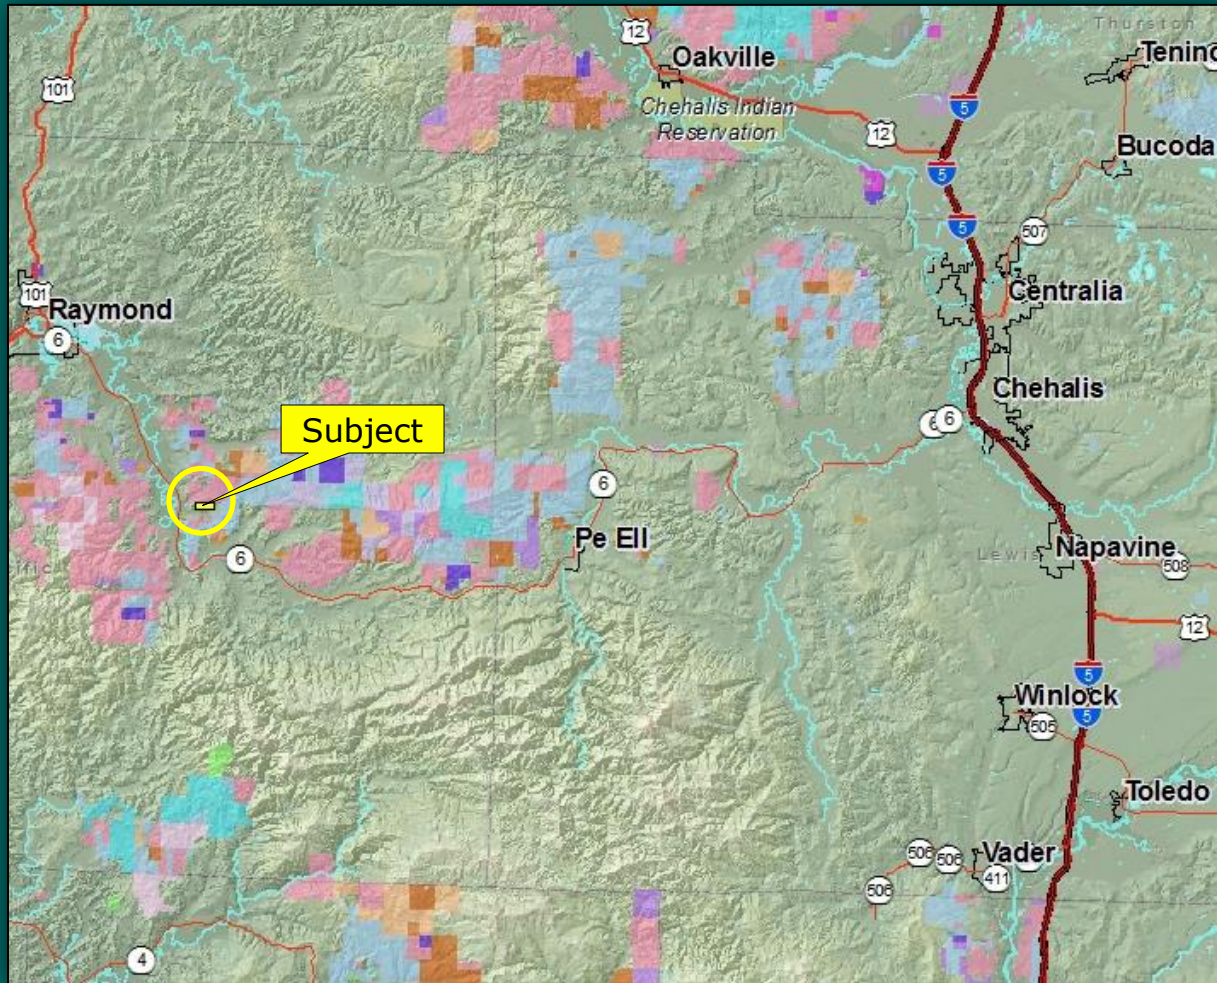 Thurston
12
Oakville
Tenino
101
Chehalis Indian
Reservation
5
12
Bucoda
5
5
507
101
Raymond
Centralia
6
Chehalis
Subject
6
6
6
Pe Ell
6
Lewis
Napavine
508
12
5
Winlock
5
505
Toledo
506
506
Vader
506
411
4